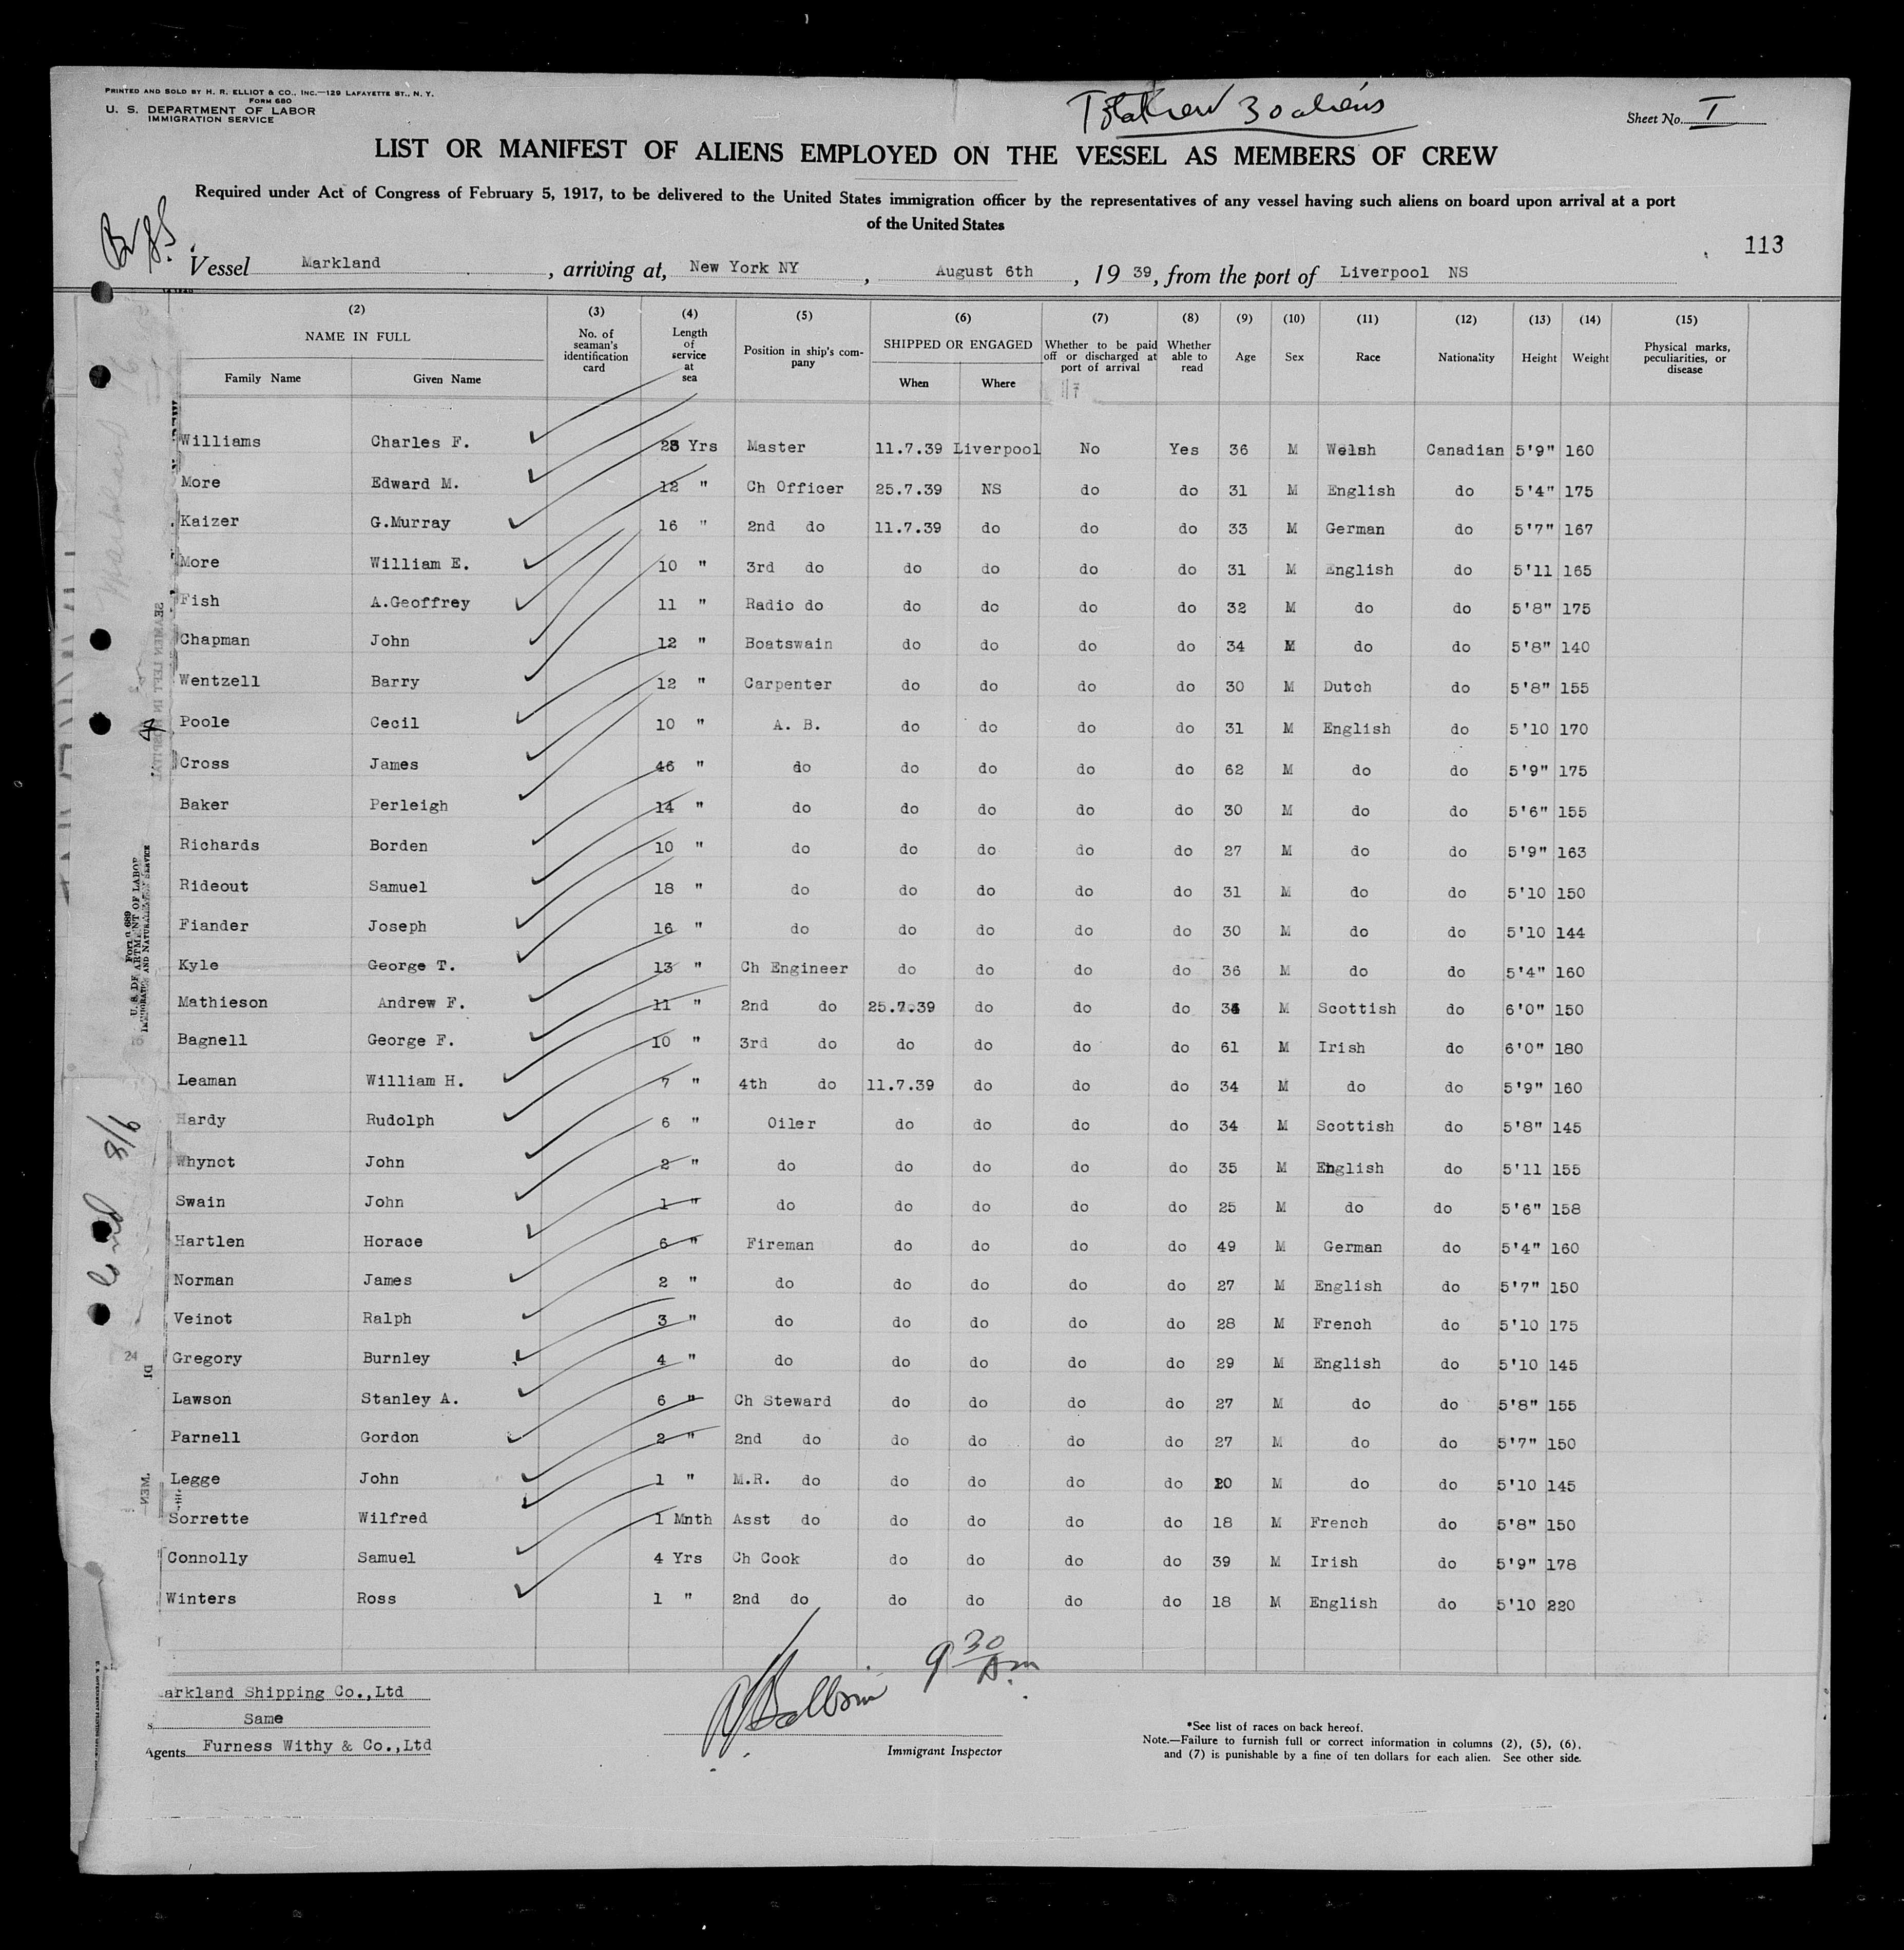 PRINTED AND SOLD BY H. R. ELLIOT & CO., INC.—129 LAFAYETTE ST., N. Y.
FORM 680
U. S. DEPARTMENT OF LABOR
IMMIGRATION SERVICE
Total crew 30 aliens
Sheet No. I
LIST OR MANIFEST OF ALIENS EMPLOYED ON THE VESSEL AS MEMBERS OF CREW
Required under Act of Congress of February 5, 1917, to be delivered to the United States immigration officer by the representatives of any vessel having such aliens on board upon arrival at a port
of the United States
113
Vessel Markland, arriving at, New York NY, August 6th, 19 39, from the port of Liverpool NS
(2) (3) (4) (5) (6) (7) (8) (9) (10) (11) (12) (13) (14) (15)
NAME IN FULL No. of seaman's identification card Length of service at sea Position in ship's company SHIPPED OR ENGAGED Whether to be paid off or discharged at port of arrival Whether able to read Age Sex Race Nationality Height Weight Physical marks, peculiarities, or disease
Family Name Given Name When Where
Williams Charles F. 23 Yrs Master 11.7.39 Liverpool No Yes 36 M Welsh Canadian 5'9" 160
More Edward M. 12 " Ch Officer 25.7.39 NS do do 31 M English do 5'4" 175
Kaizer G.Murray 16 " 2nd do 11.7.39 do do do 33 M German do 5'7" 167
More William E. 10 " 3rd do do do do do 31 M English do 5'11 165
Fish A.Geoffrey 11 " Radio do do do do do 32 M do do 5'8" 175
Chapman John 12 " Boatswain do do do do 34 M do do 5'8" 140
Wentzell Barry 12 " Carpenter do do do do 30 M Dutch do 5'8" 155
Poole Cecil 10 " A. B. do do do do 31 M English do 5'10 170
Cross James 46 " do do do do do 62 M do do 5'9" 175
Baker Perleigh 14 " do do do do do 30 M do do 5'6" 155
Richards Borden 10 " do do do do do 27 M do do 5'9" 163
Rideout Samuel 18 " do do do do do 31 M do do 5'10 150
Fiander Joseph 16 " do do do do do 30 M do do 5'10 144
Kyle George T. 13 " Ch Engineer do do do do 36 M do do 5'4" 160
Mathieson Andrew F. 11 " 2nd do 25.7.39 do do do 34 M Scottish do 6'0" 150
Bagnell George F. 10 " 3rd do do do do do 61 M Irish do 6'0" 180
Leaman William H. 7 " 4th do 11.7.39 do do do 34 M do do 5'9" 160
Hardy Rudolph 6 " Oiler do do do do 34 M Scottish do 5'8" 145
Whynot John 2 " do do do do do 35 M English do 5'11 155
Swain John 1 " do do do do do 25 M do do 5'6" 158
Hartlen Horace 6 " Fireman do do do do 49 M German do 5'4" 160
Norman James 2 " do do do do do 27 M English do 5'7" 150
Veinot Ralph 3 " do do do do do 28 M French do 5'10 175
Gregory Burnley 4 " do do do do do 29 M English do 5'10 145
Lawson Stanley A. 6 " Ch Steward do do do do 27 M do do 5'8" 155
Parnell Gordon 2 " 2nd do do do do do 27 M do do 5'7" 150
Legge John 1 " M.R. do do do do do 20 M do do 5'10 145
Sorrette Wilfred 1 Mnth Asst do do do do do 18 M French do 5'8" 150
Connolly Samuel 4 Yrs Ch Cook do do do do 39 M Irish do 5'9" 178
Winters Ross 1 " 2nd do do do do do 18 M English do 5'10 220
9 30 Am.
arkland Shipping Co.,Ltd
Same
Agents Furness Withy & Co.,Ltd
Immigrant Inspector
*See list of races on back hereof.
Note.—Failure to furnish full or correct information in columns (2), (5), (6),
and (7) is punishable by a fine of ten dollars for each alien. See other side.
Form 689
U. S. DEPARTMENT OF LABOR
IMMIGRATION AND NATURALIZATION SERVICE
SEAMEN LEFT IN HOSPITAL
8/6
24